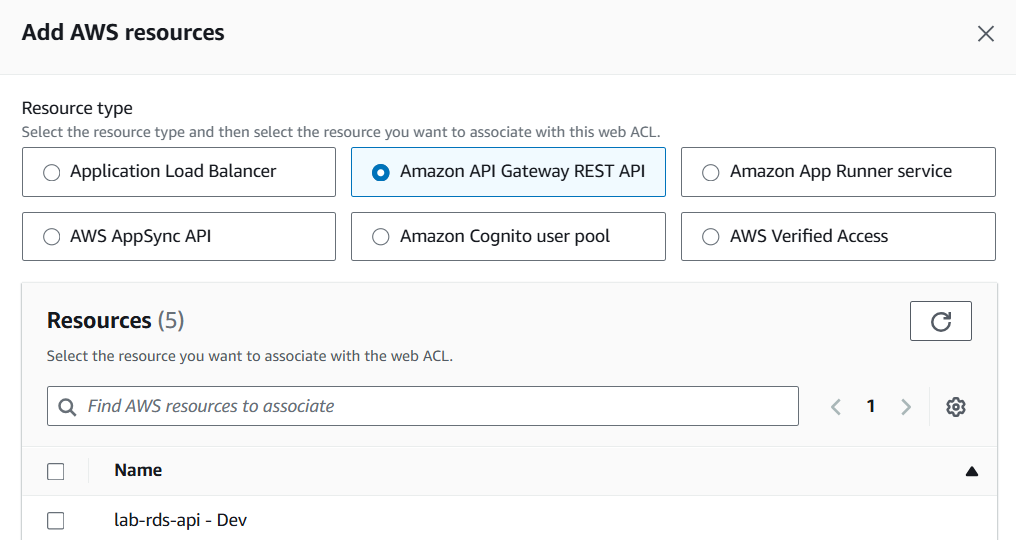 Add AWS resources
Resource type
Select the resource type and then select the resource you want to associate with this web ACL.
Application Load Balancer
Amazon API Gateway REST API
Amazon App Runner service
AWS AppSync API
Amazon Cognito user pool
AWS Verified Access
Resources (5)
Select the resource you want to associate with the web ACL.
Find AWS resources to associate
1
Name
lab-rds-api - Dev